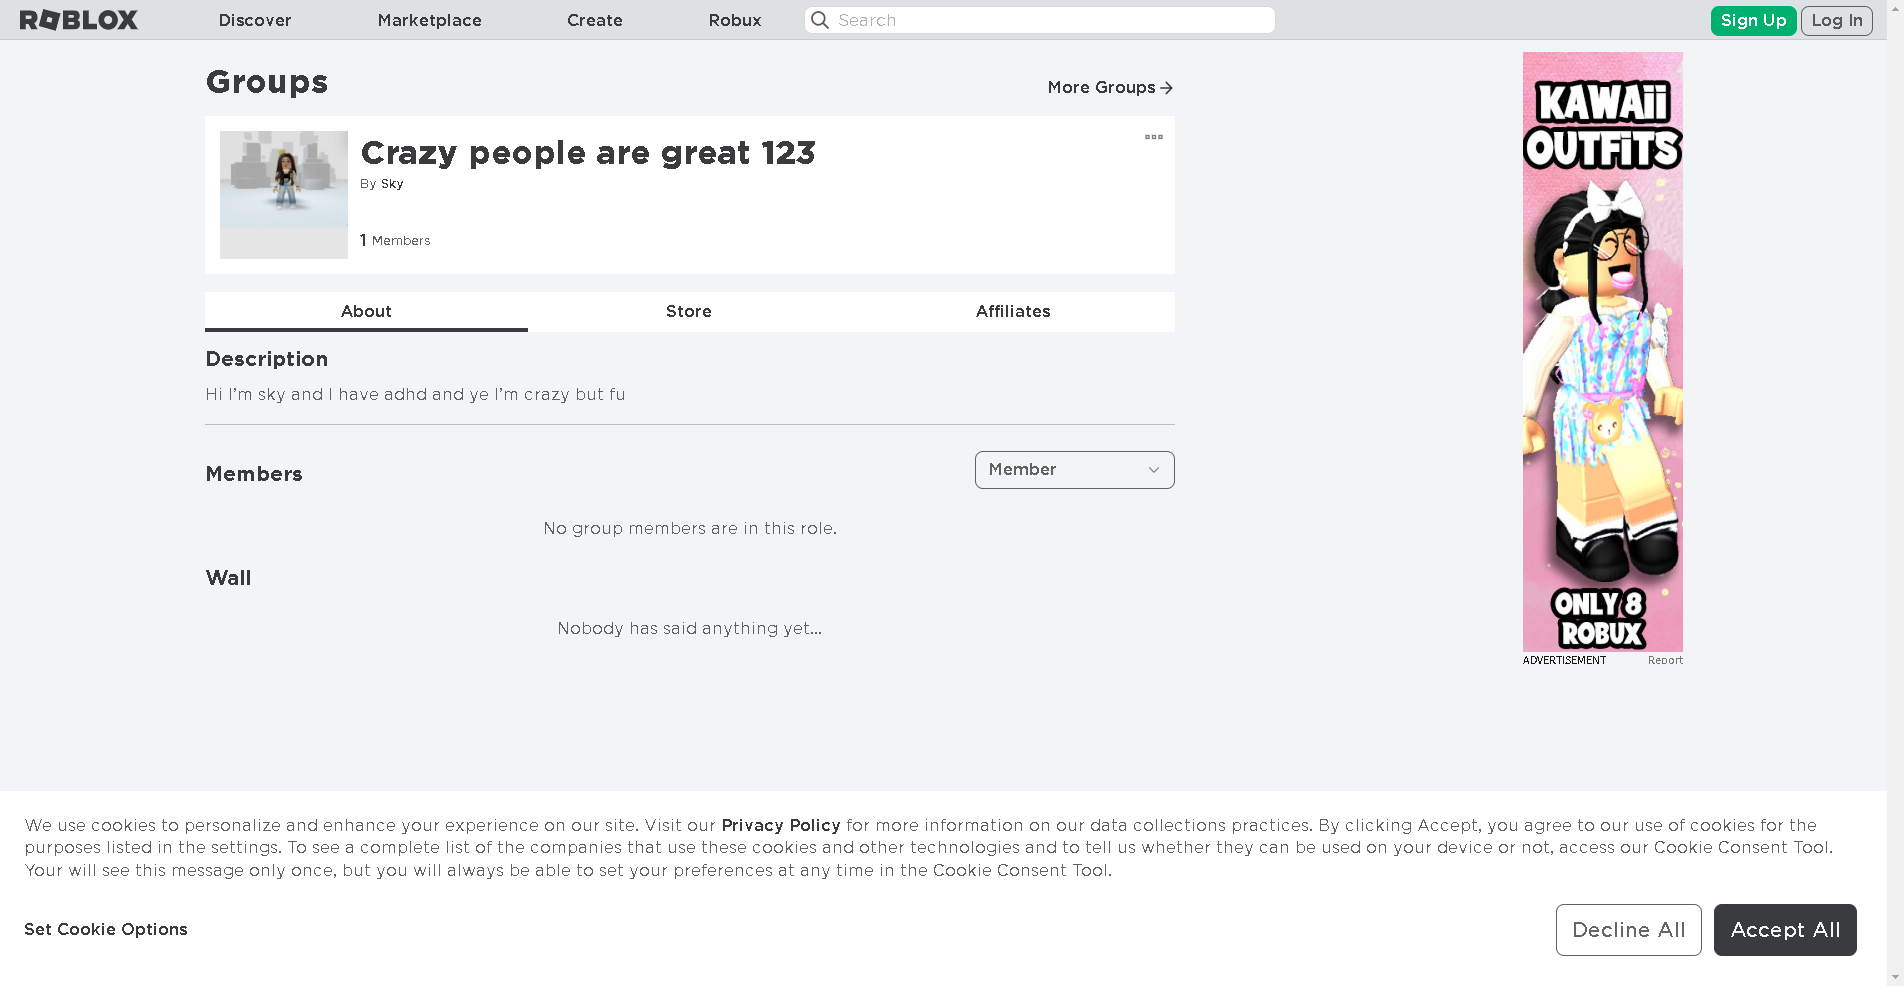 ROBLOX
Discover
Marketplace
Create
Robux
Search
Sign Up
Log In
Groups
More Groups
Crazy people are great 123
By Sky
1 Members
About
Store
Affiliates
Description
Hi I’m sky and I have adhd and ye I’m crazy but fu
Members
Member
No group members are in this role.
Wall
Nobody has said anything yet...
KAWAii
OUTFiTS
ONLY 8
ROBUX
ADVERTISEMENT
Report
We use cookies to personalize and enhance your experience on our site. Visit our Privacy Policy for more information on our data collections practices. By clicking Accept, you agree to our use of cookies for the
purposes listed in the settings. To see a complete list of the companies that use these cookies and other technologies and to tell us whether they can be used on your device or not, access our Cookie Consent Tool.
Your will see this message only once, but you will always be able to set your preferences at any time in the Cookie Consent Tool.
Set Cookie Options
Decline All
Accept All